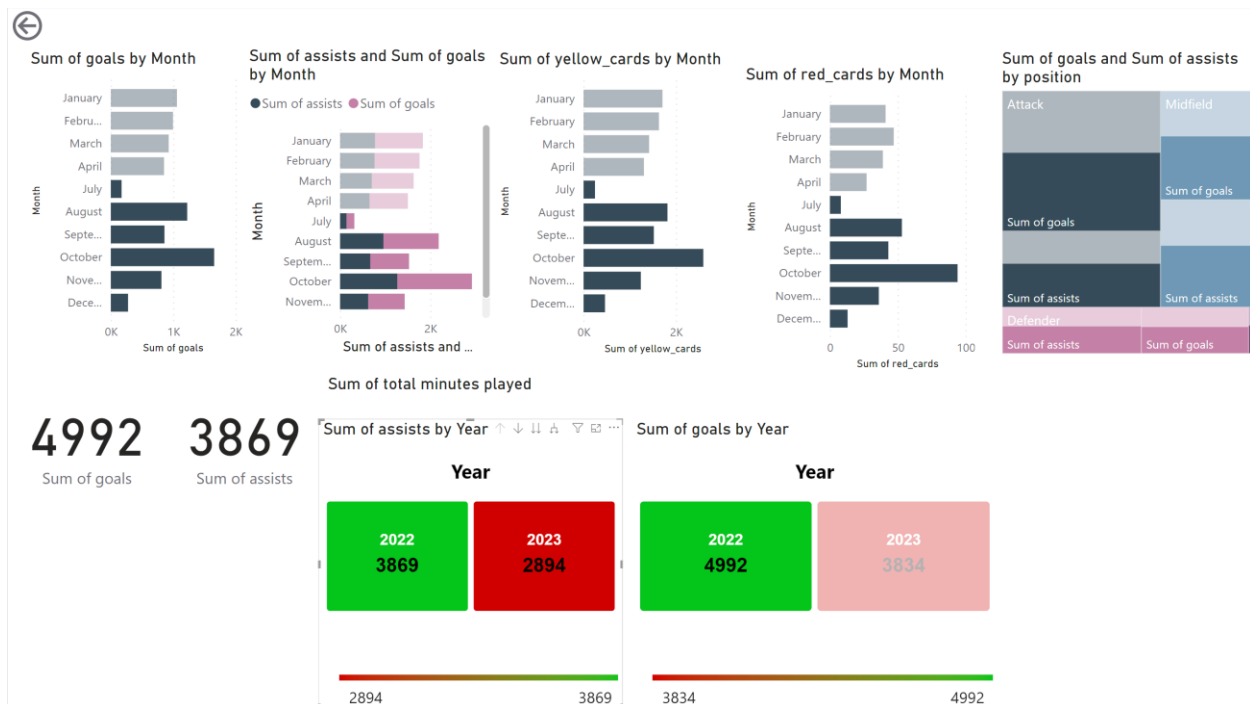 Sum of goals by Month
January
Febru...
March
April
July
August
Septe...
October
Nove...
Dece...
Month
0K 1K 2K
Sum of goals
Sum of assists and Sum of goals
by Month
Sum of assists Sum of goals
January
February
March
April
July
August
Septem...
October
Novem...
Month
0K 2K
Sum of assists and ...
Sum of yellow_cards by Month
January
February
March
April
July
August
Septe...
October
Novem...
Decem...
Month
0K 2K
Sum of yellow_cards
Sum of red_cards by Month
January
February
March
April
July
August
Septe...
October
Novem...
Decem...
Month
0 50 100
Sum of red_cards
Sum of goals and Sum of assists
by position
Attack
Sum of goals
Sum of assists
Midfield
Sum of goals
Sum of assists
Defender
Sum of assists
Sum of goals
Sum of total minutes played
4992
Sum of goals
3869
Sum of assists
Sum of assists by Year
...
Year
2022
3869
2023
2894
2894 3869
Sum of goals by Year
Year
2022
4992
2023
3834
3834 4992